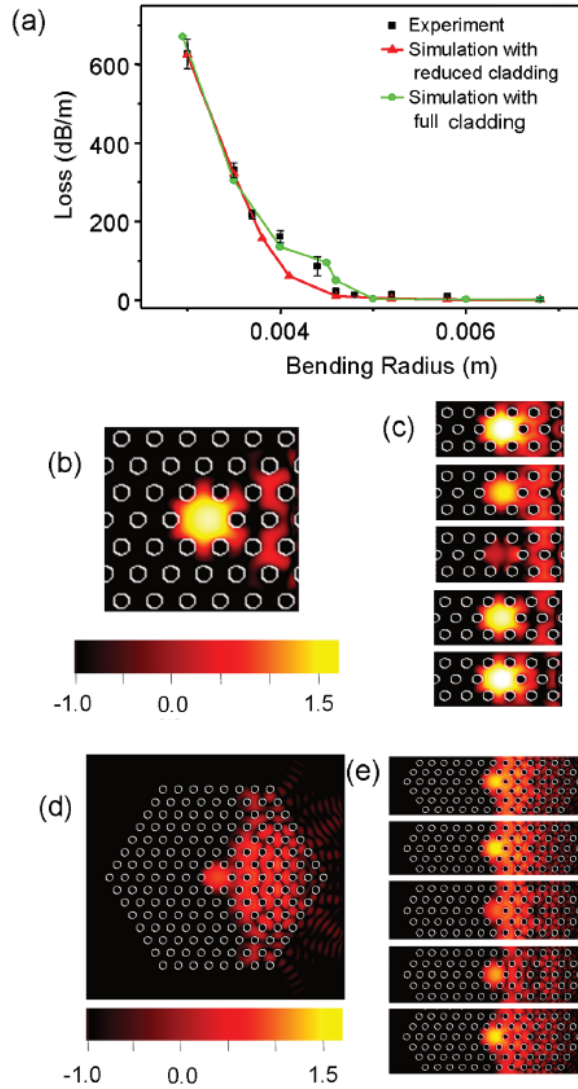 (a)
Experiment
Simulation with
reduced cladding
Simulation with
full cladding
600
400
200
0
Loss (dB/m)
0.004
0.006
Bending Radius (m)
(b)
(c)
-1.0
0.0
1.5
(d)
(e)
-1.0
0.0
1.5